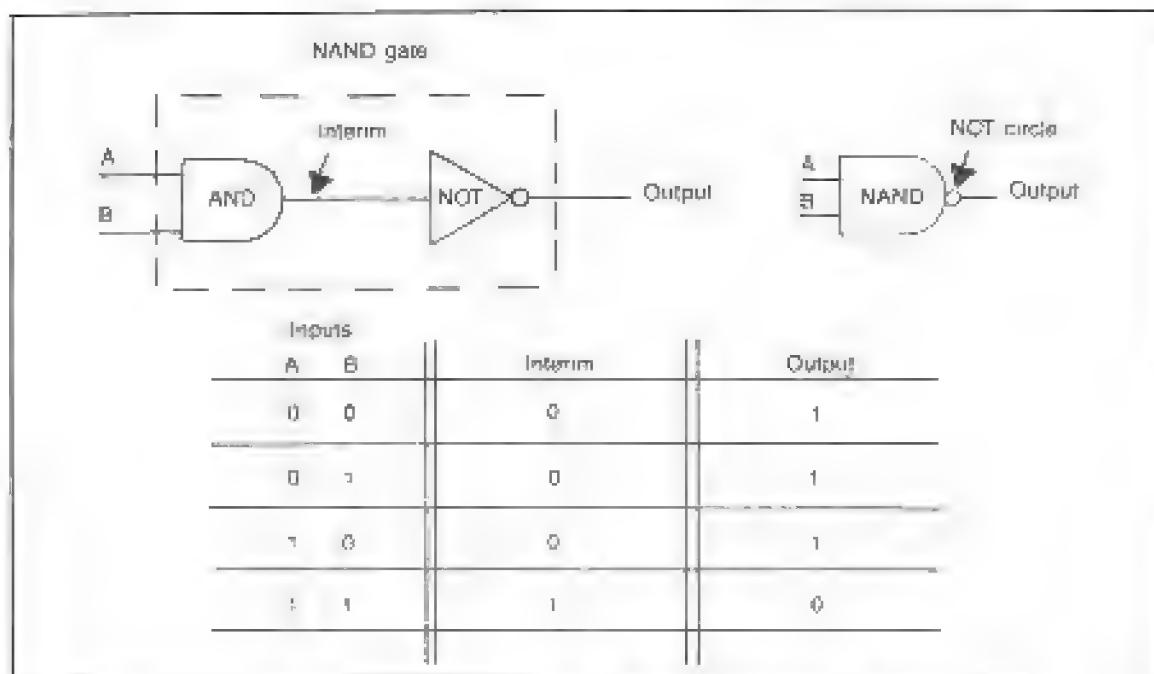 NAND gate
Interim
NOT circle
A
AND
NOT
Output
B
A
NAND
Output
B
Inputs
A B Interim Output
0 0 0 1
0 1 0 1
1 0 0 1
1 1 1 0